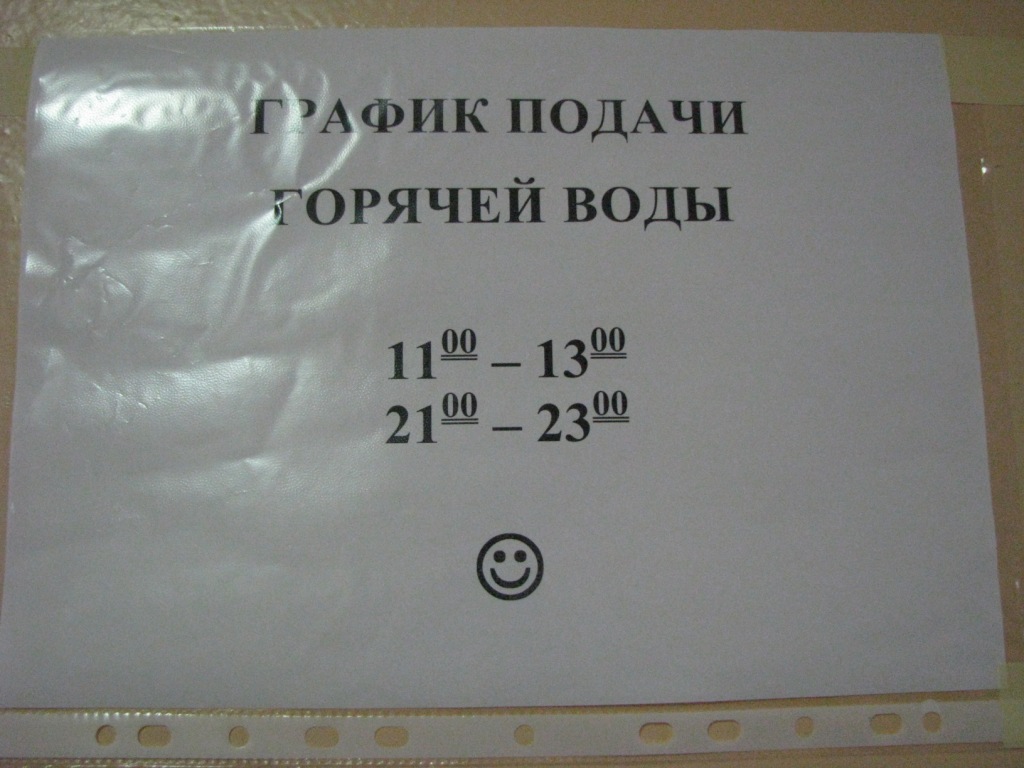 ГРАФИК ПОДАЧИ
ГОРЯЧЕЙ ВОДЫ
11⁰⁰ – 13⁰⁰
21⁰⁰ – 23⁰⁰